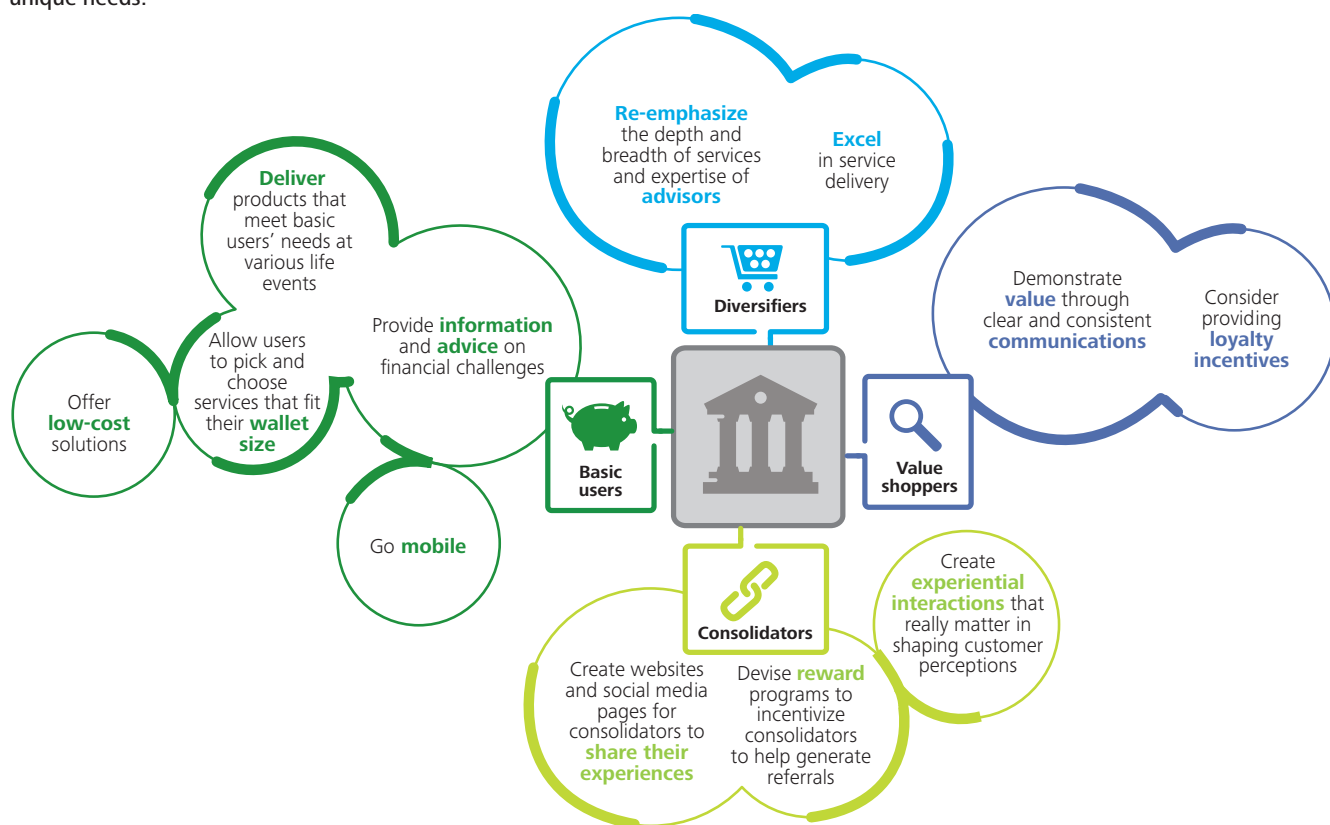 unique needs.
Re-emphasize
the depth and
breadth of services
and expertise of
advisors
Excel
in service
delivery
Diversifiers
Deliver
products that
meet basic
users’ needs at
various life
events
Provide information
and advice on
financial challenges
Allow users
to pick and
choose
services that fit
their wallet
size
Offer
low-cost
solutions
Go mobile
Basic
users
Demonstrate
value through
clear and consistent
communications
Consider
providing
loyalty
incentives
Value
shoppers
Consolidators
Create websites
and social media
pages for
consolidators to
share their
experiences
Devise reward
programs to
incentivize
consolidators
to help generate
referrals
Create
experiential
interactions that
really matter in
shaping customer
perceptions